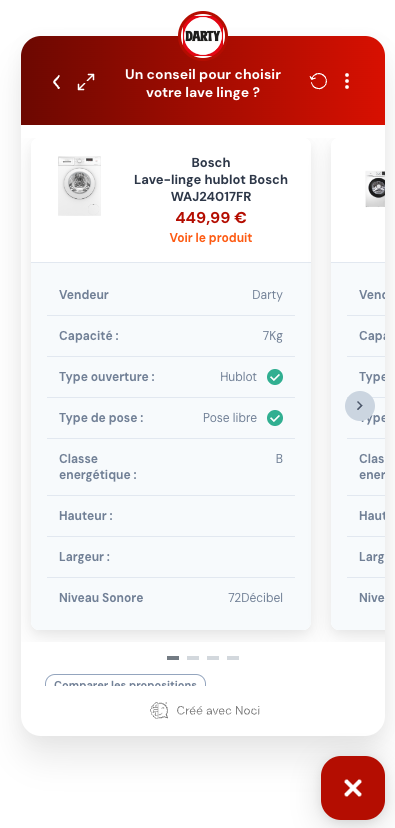 DARTY
Un conseil pour choisir
votre lave linge ?
Bosch
Lave-linge hublot Bosch
WAJ24017FR
449,99 €
Voir le produit
Vendeur Darty
Capacité : 7Kg
Type ouverture : Hublot
Type de pose : Pose libre
Classe
energétique : B
Hauteur :
Largeur :
Niveau Sonore 72Décibel
Vend
Capa
Type
Type
Clas
ener
Haut
Larg
Nive
Comparer les propositions
Créé avec Noci